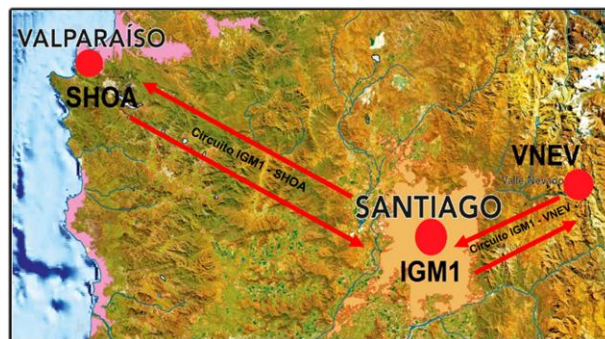 VALPARAÍSO
SHOA
Circuito IGM1 - SHOA
VNEV
Valle Nevado
SANTIAGO
Circuito IGM1 - VNEV
IGM1